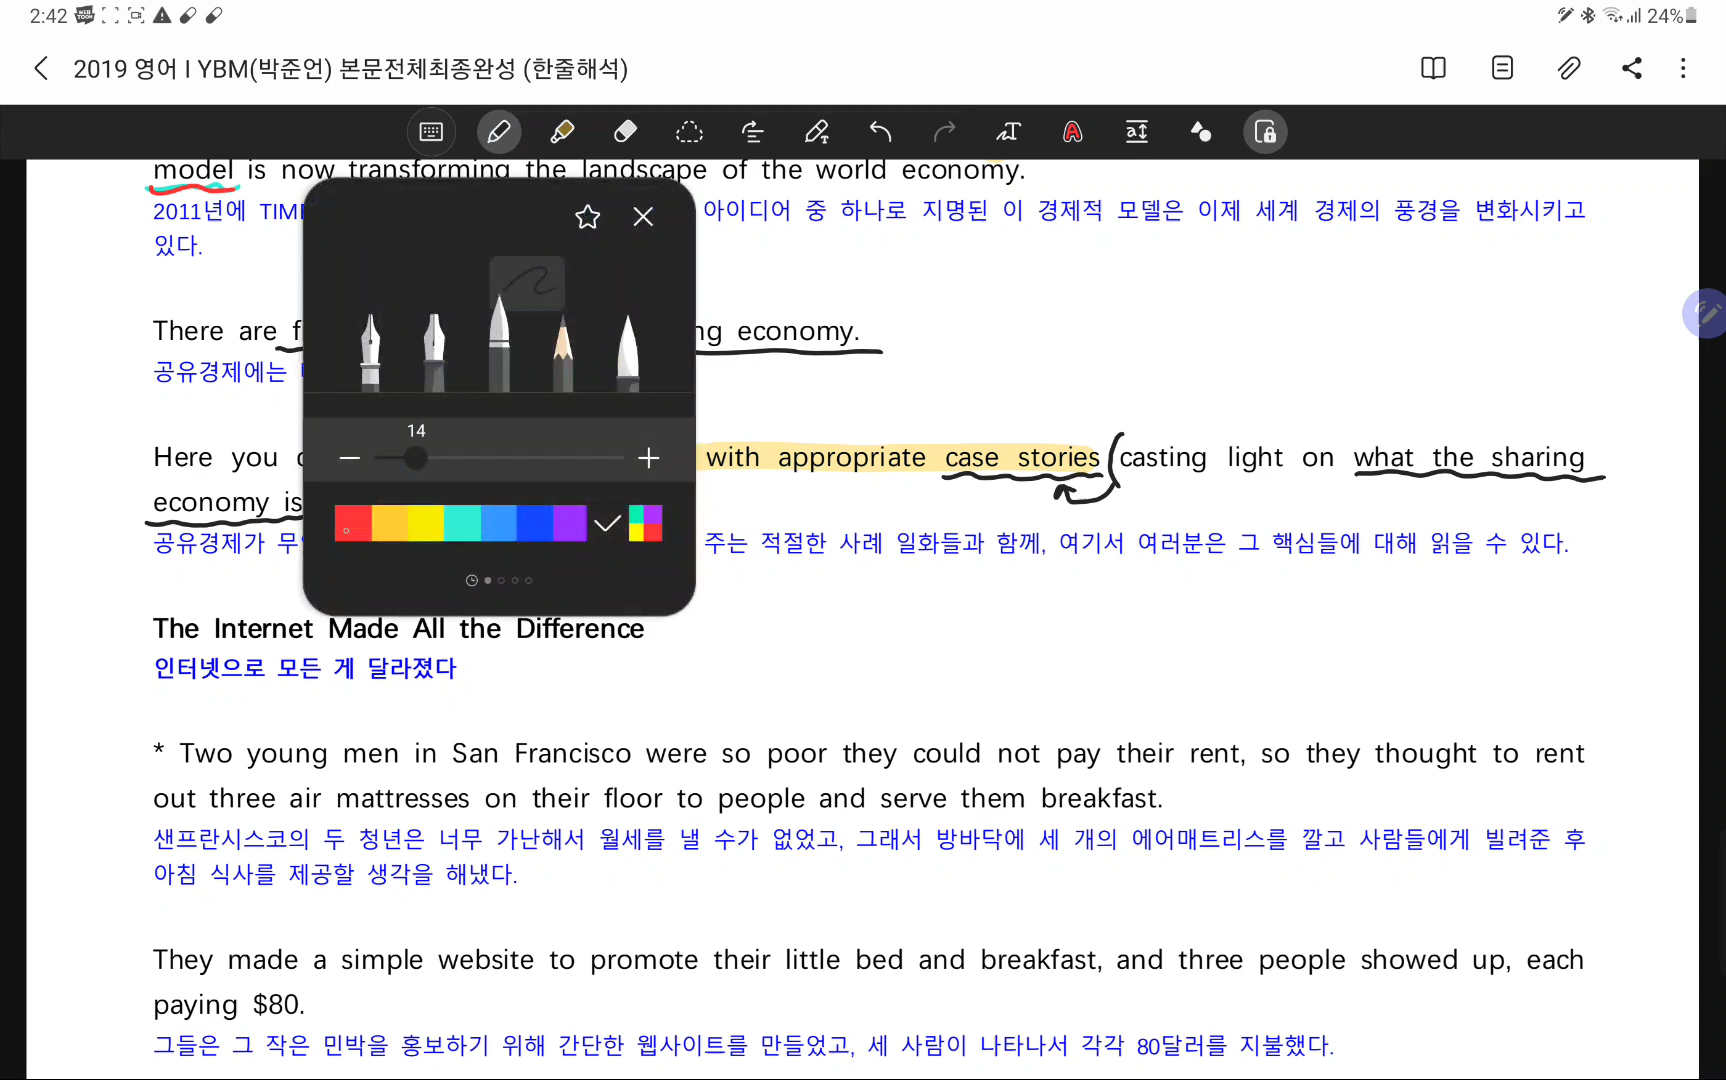 2:42 24%
2019 영어 I YBM(박준언) 본문전체최종완성 (한줄해석)
model is now transforming the landscape of the world economy.
2011년에 아이디어 중 하나로 지명된 이 경제적 모델은 이제 세계 경제의 풍경을 변화시키고
있다.
There are economy.
공유경제에는
14
Here you with appropriate case stories casting light on what the sharing
economy is
공유경제가 주는 적절한 사례 일화들과 함께, 여기서 여러분은 그 핵심들에 대해 읽을 수 있다.
The Internet Made All the Difference
인터넷으로 모든 게 달라졌다
* Two young men in San Francisco were so poor they could not pay their rent, so they thought to rent
out three air mattresses on their floor to people and serve them breakfast.
샌프란시스코의 두 청년은 너무 가난해서 월세를 낼 수가 없었고, 그래서 방바닥에 세 개의 에어매트리스를 깔고 사람들에게 빌려준 후
아침 식사를 제공할 생각을 해냈다.
They made a simple website to promote their little bed and breakfast, and three people showed up, each
paying $80.
그들은 그 작은 민박을 홍보하기 위해 간단한 웹사이트를 만들었고, 세 사람이 나타나서 각각 80달러를 지불했다.